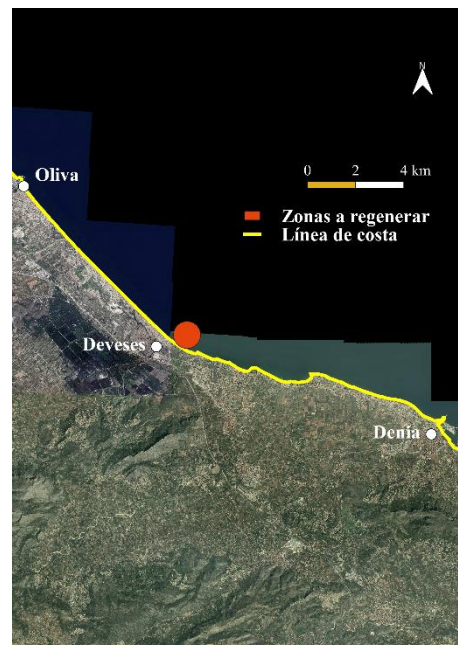 N
Oliva
0 2 4 km
Zonas a regenerar
Línea de costa
Deveses
Denia